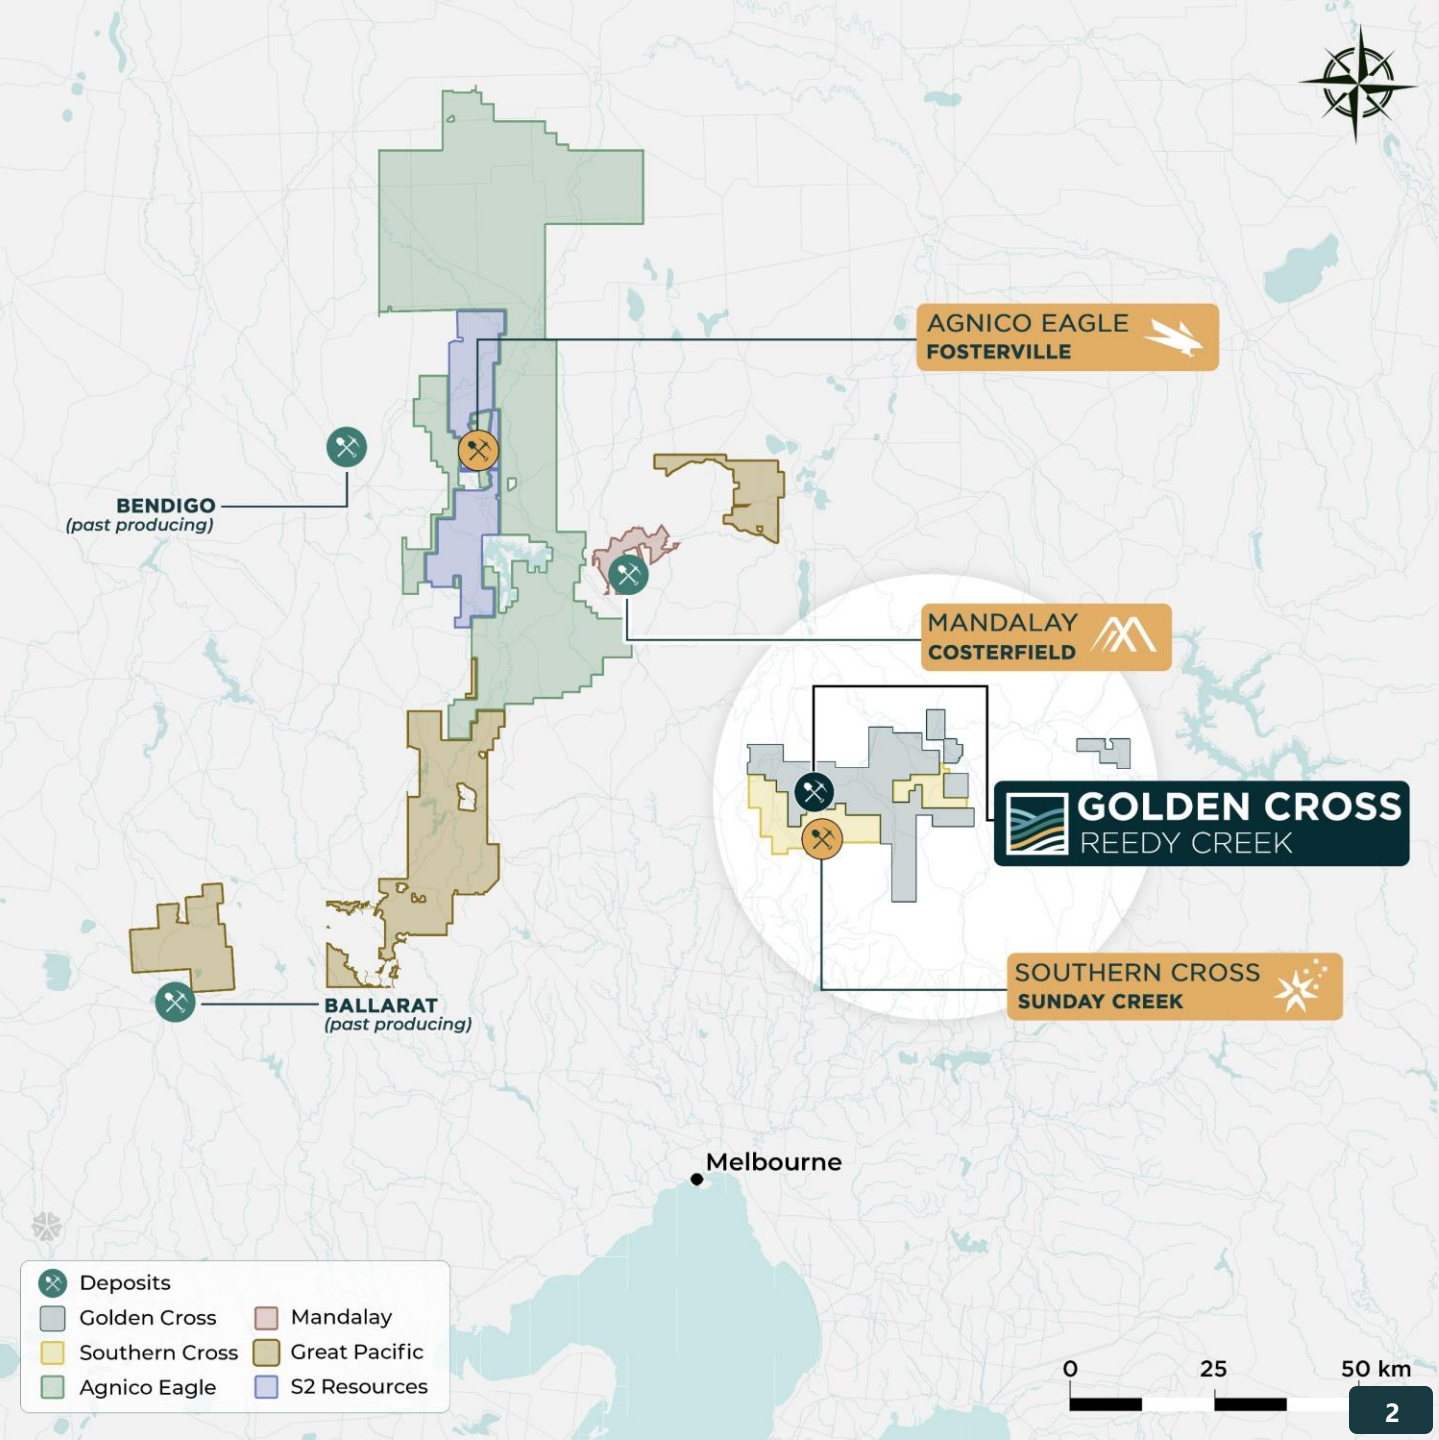 AGNICO EAGLE
FOSTERVILLE
BENDIGO
(past producing)
MANDALAY
COSTERFIELD
GOLDEN CROSS
REEDY CREEK
SOUTHERN CROSS
SUNDAY CREEK
BALLARAT
(past producing)
Melbourne
Deposits
Golden Cross
Southern Cross
Agnico Eagle
Mandalay
Great Pacific
S2 Resources
0 25 50 km
2